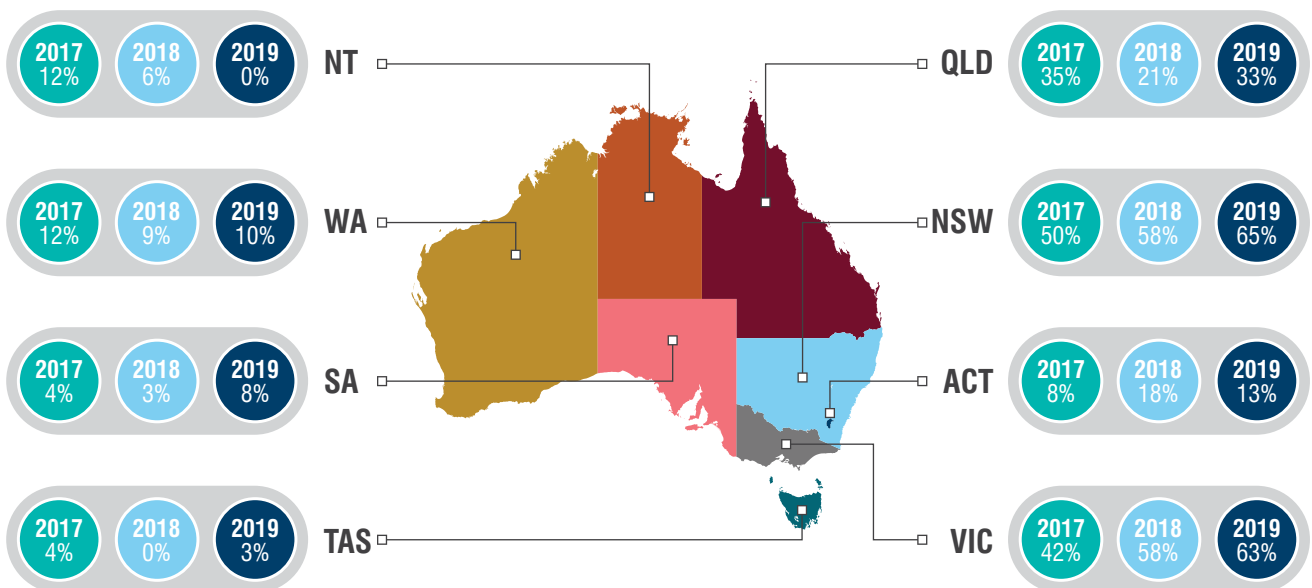 2017 2018 2019
12% 6% 0%
NT
QLD
2017 2018 2019
35% 21% 33%
2017 2018 2019
12% 9% 10%
WA
NSW
2017 2018 2019
50% 58% 65%
2017 2018 2019
4% 3% 8%
SA
ACT
2017 2018 2019
8% 18% 13%
2017 2018 2019
4% 0% 3%
TAS
VIC
2017 2018 2019
42% 58% 63%